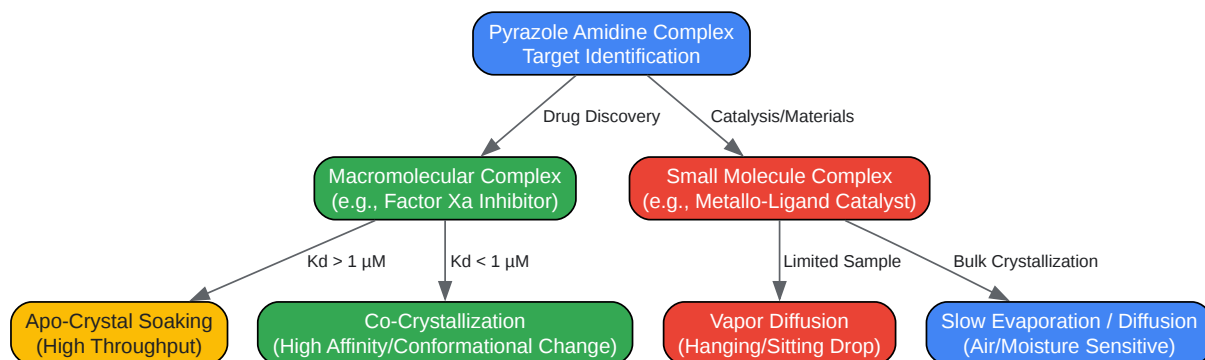 Pyrazole Amidine Complex
Target Identification
Drug Discovery
Catalysis/Materials
Macromolecular Complex
(e.g., Factor Xa Inhibitor)
Small Molecule Complex
(e.g., Metallo-Ligand Catalyst)
Kd > 1 µM
Kd < 1 µM
Limited Sample
Bulk Crystallization
Apo-Crystal Soaking
(High Throughput)
Co-Crystallization
(High Affinity/Conformational Change)
Vapor Diffusion
(Hanging/Sitting Drop)
Slow Evaporation / Diffusion
(Air/Moisture Sensitive)